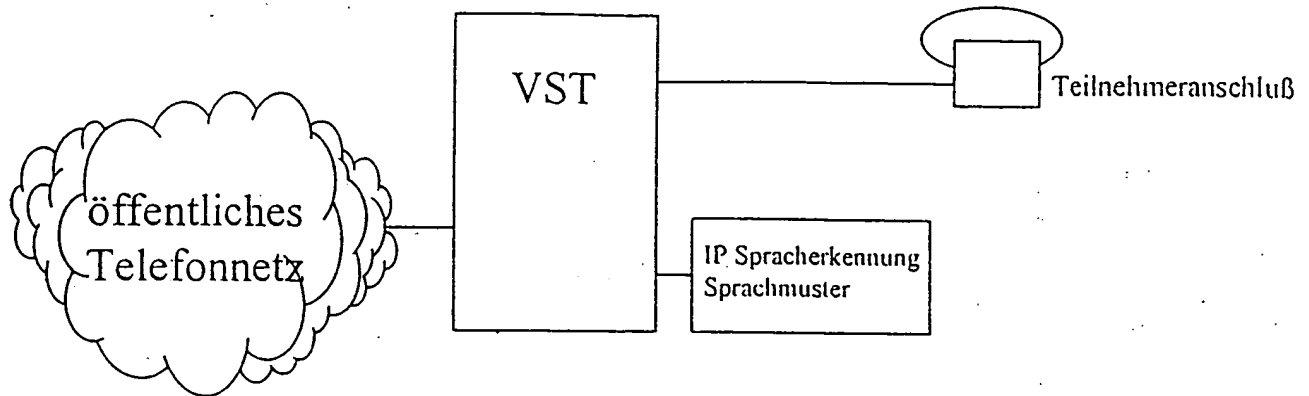 VST
Teilnehmeranschluß
öffentliches
Telefonnetz
IP Spracherkennung
Sprachmuster